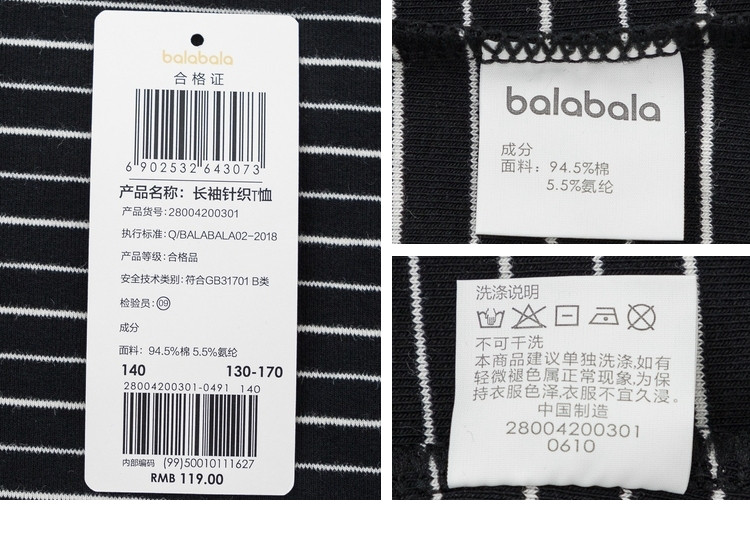 balabala
合格证
6 902532 643073
产品名称：长袖针织T恤
产品货号：28004200301
执行标准：Q/BALABALA02-2018
产品等级：合格品
安全技术类别：符合GB31701 B类
检验员：09
成分
面料：94.5%棉 5.5%氨纶
140 130-170
28004200301-0491 140
内部编码 (99)50010111627
RMB 119.00
balabala
成分
面料：94.5%棉
5.5%氨纶
洗涤说明
不可干洗
本商品建议单独洗涤,如有
轻微褪色属正常现象,为保
持衣服色泽,衣服不宜久浸。
中国制造
28004200301
0610